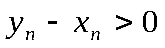 yₙ - xₙ > 0